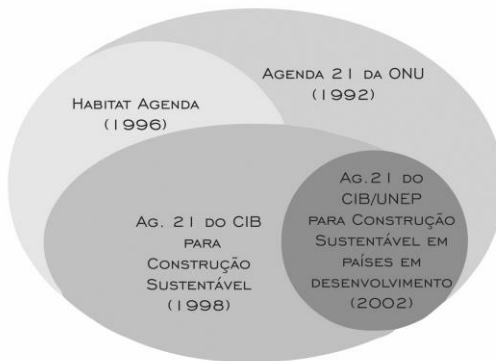 Agenda 21 da ONU
(1992)
Habitat Agenda
(1996)
Ag. 21 do CIB
para
Construção
Sustentável
(1998)
Ag.21 do
CIB/UNEP
para Construção
Sustentável em
países em
desenvolvimento
(2002)